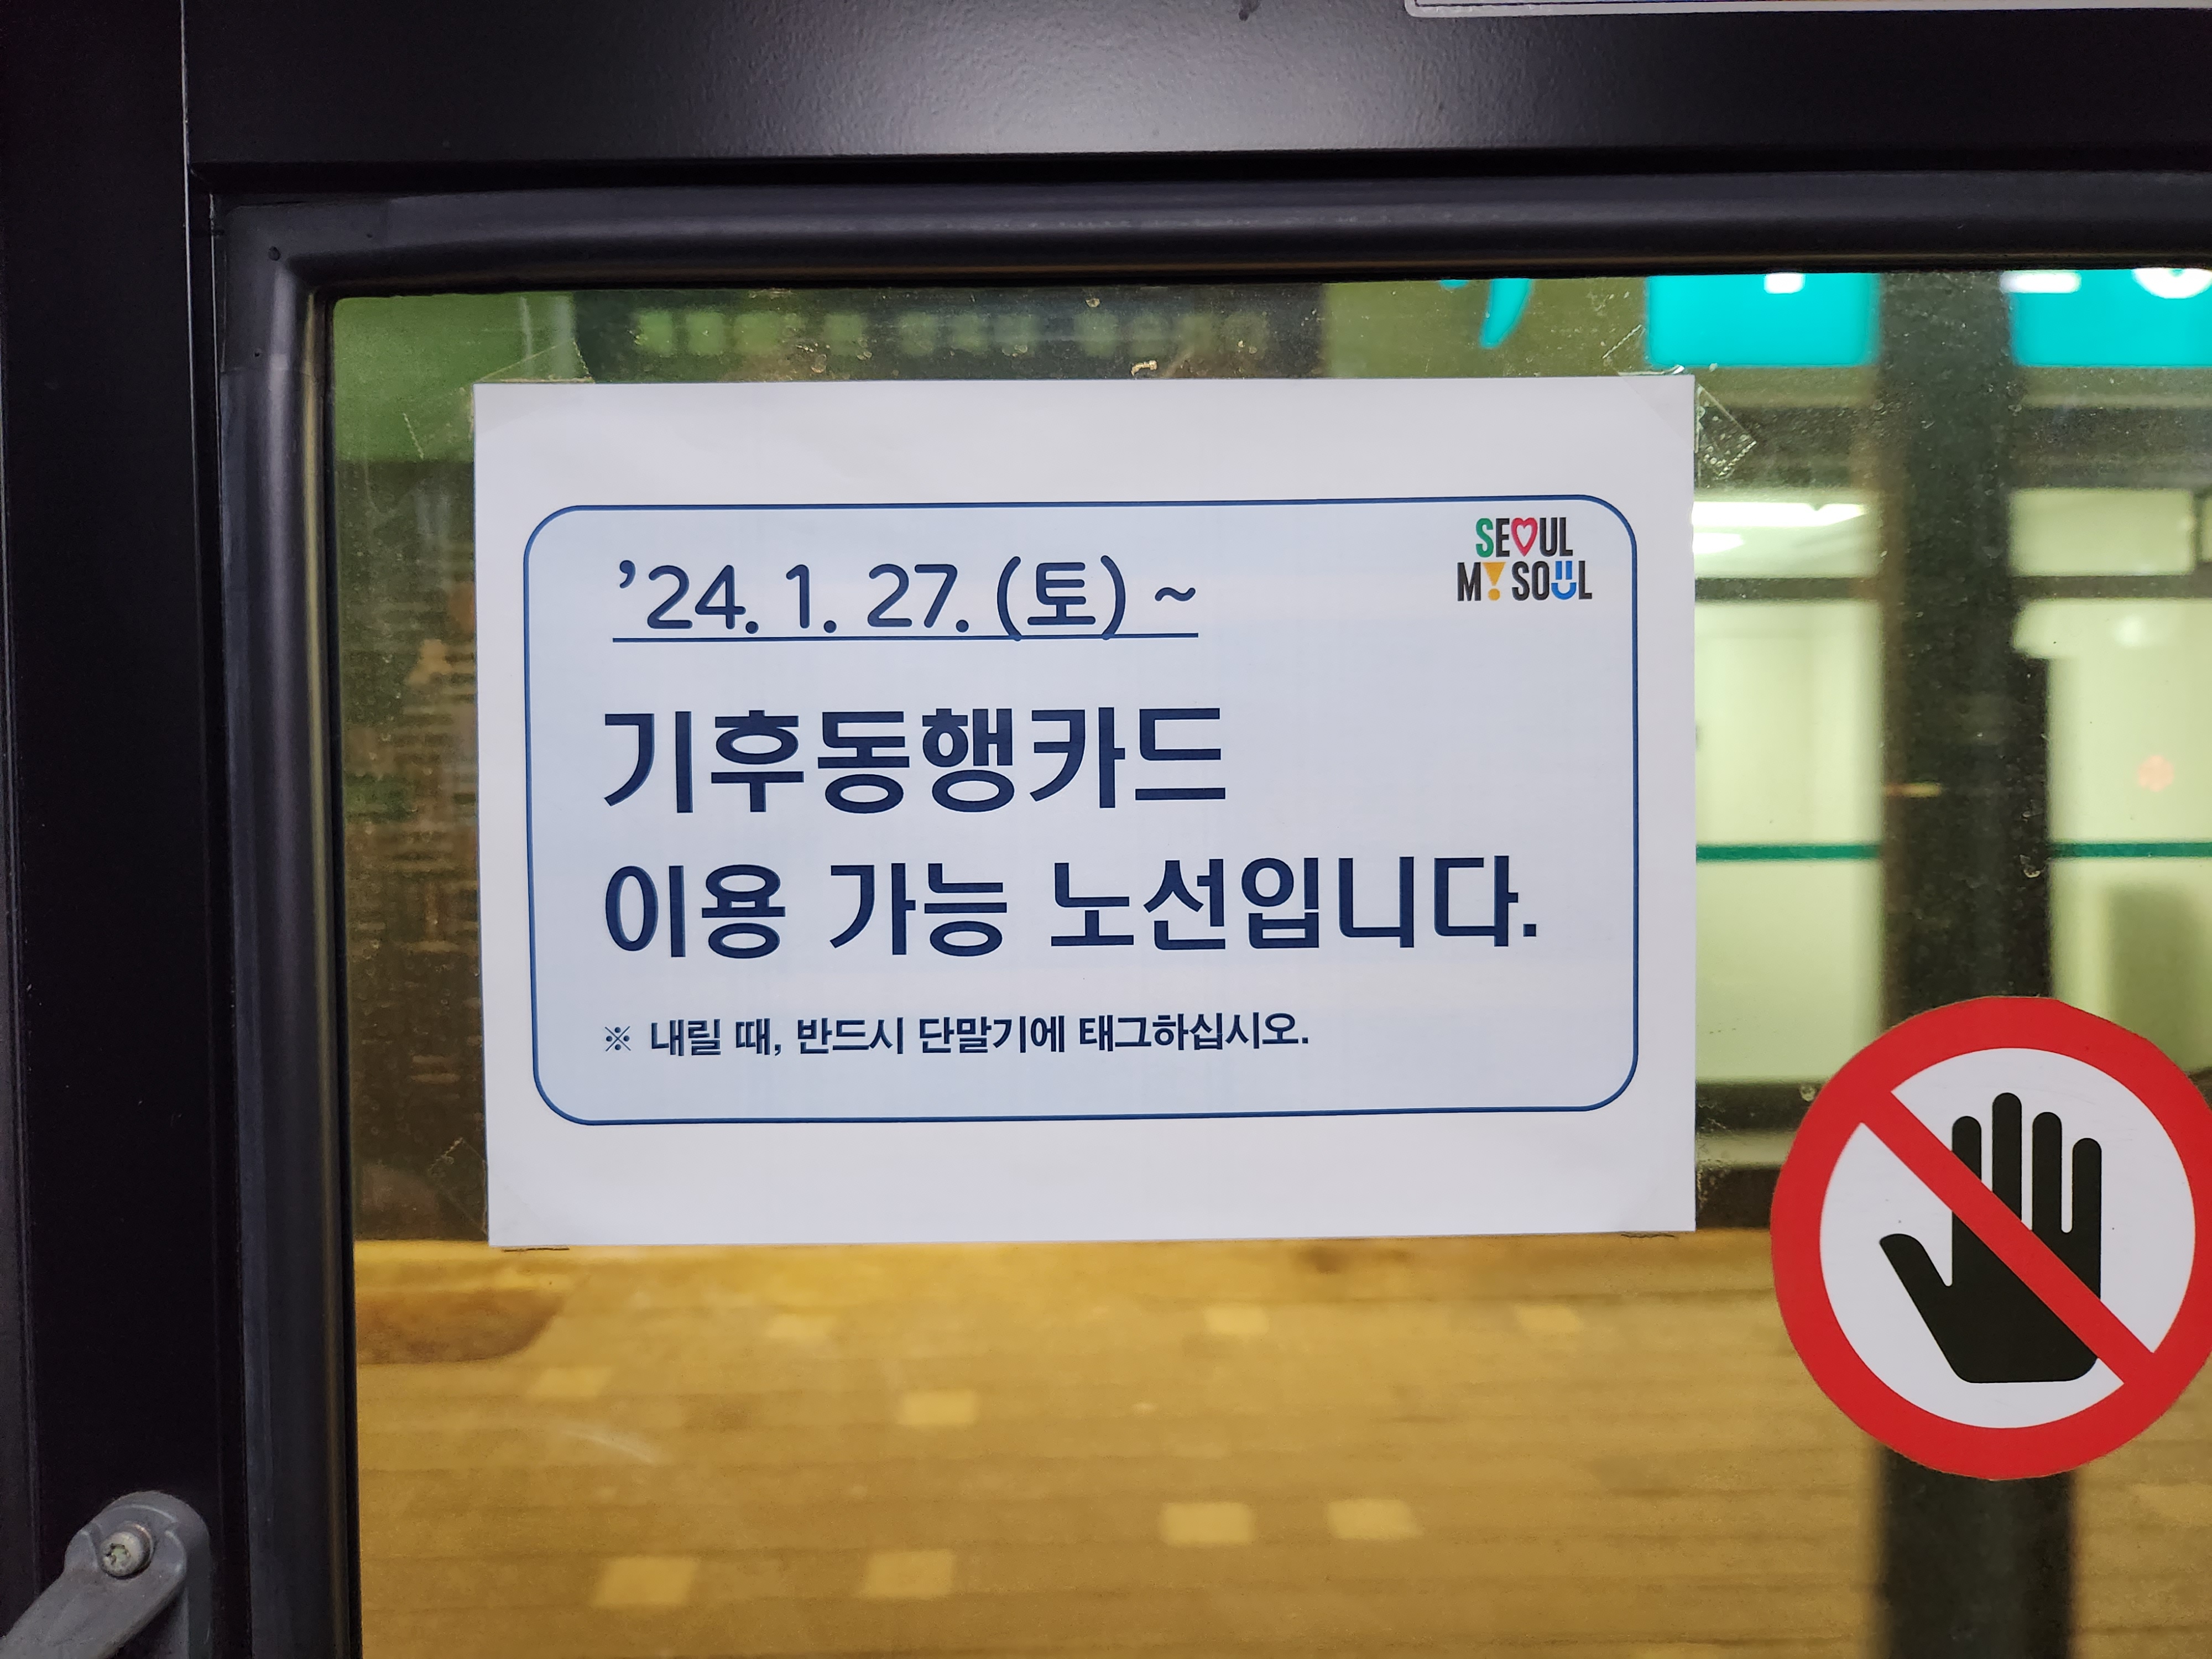 ’24. 1. 27. (토) ~
SEOUL
MY SOUL
기후동행카드
이용 가능 노선입니다.
※ 내릴 때, 반드시 단말기에 태그하십시오.